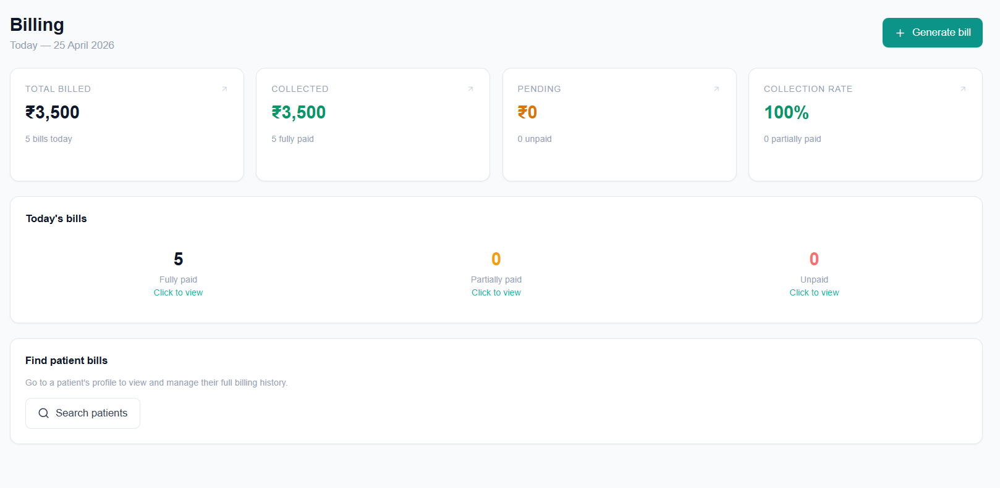 Billing
Today — 25 April 2026
Generate bill
TOTAL BILLED
₹3,500
5 bills today
COLLECTED
₹3,500
5 fully paid
PENDING
₹0
0 unpaid
COLLECTION RATE
100%
0 partially paid
Today's bills
5
Fully paid
Click to view
0
Partially paid
Click to view
0
Unpaid
Click to view
Find patient bills
Go to a patient's profile to view and manage their full billing history.
Search patients